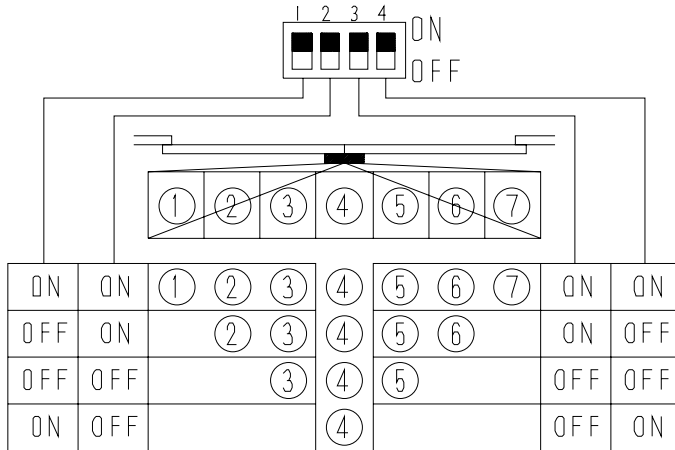 1 2 3 4
ON
OFF
1 2 3 4 5 6 7
ON ON 1 2 3 4 5 6 7 ON ON
OFF ON 2 3 4 5 6 ON OFF
OFF OFF 3 4 5 OFF OFF
ON OFF 4 OFF ON